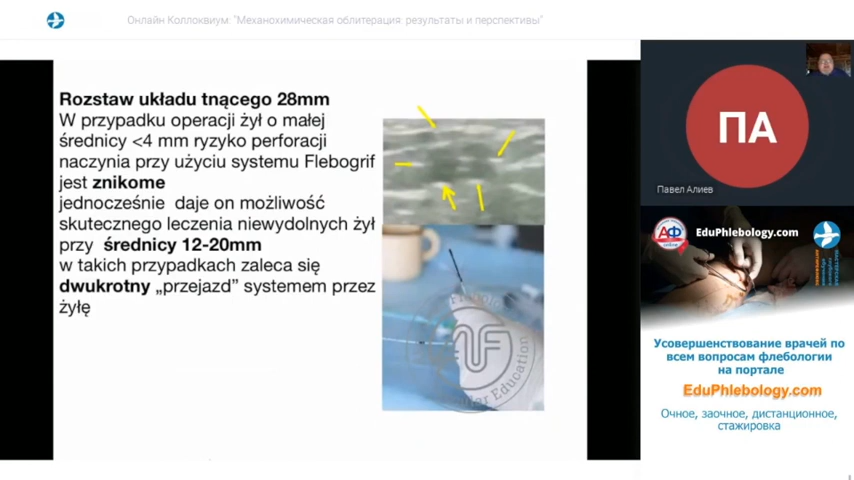 Онлайн Коллоквиум: "Механохимическая облитерация: результаты и перспективы"
Rozstaw układu tnącego 28mm
W przypadku operacji żył o małej
średnicy <4 mm ryzyko perforacji
naczynia przy użyciu systemu Flebogrif
jest znikome
jednocześnie daje on możliwość
skutecznego leczenia niewydolnych żył
przy średnicy 12-20mm
w takich przypadkach zaleca się
dwukrotny „przejazd” systemem przez
żyłę
ПА
Павел Алиев
АФ
EduPhlebology.com
Усовершенствование врачей по
всем вопросам флебологии
на портале
EduPhlebology.com
Очное, заочное, дистанционное,
стажировка